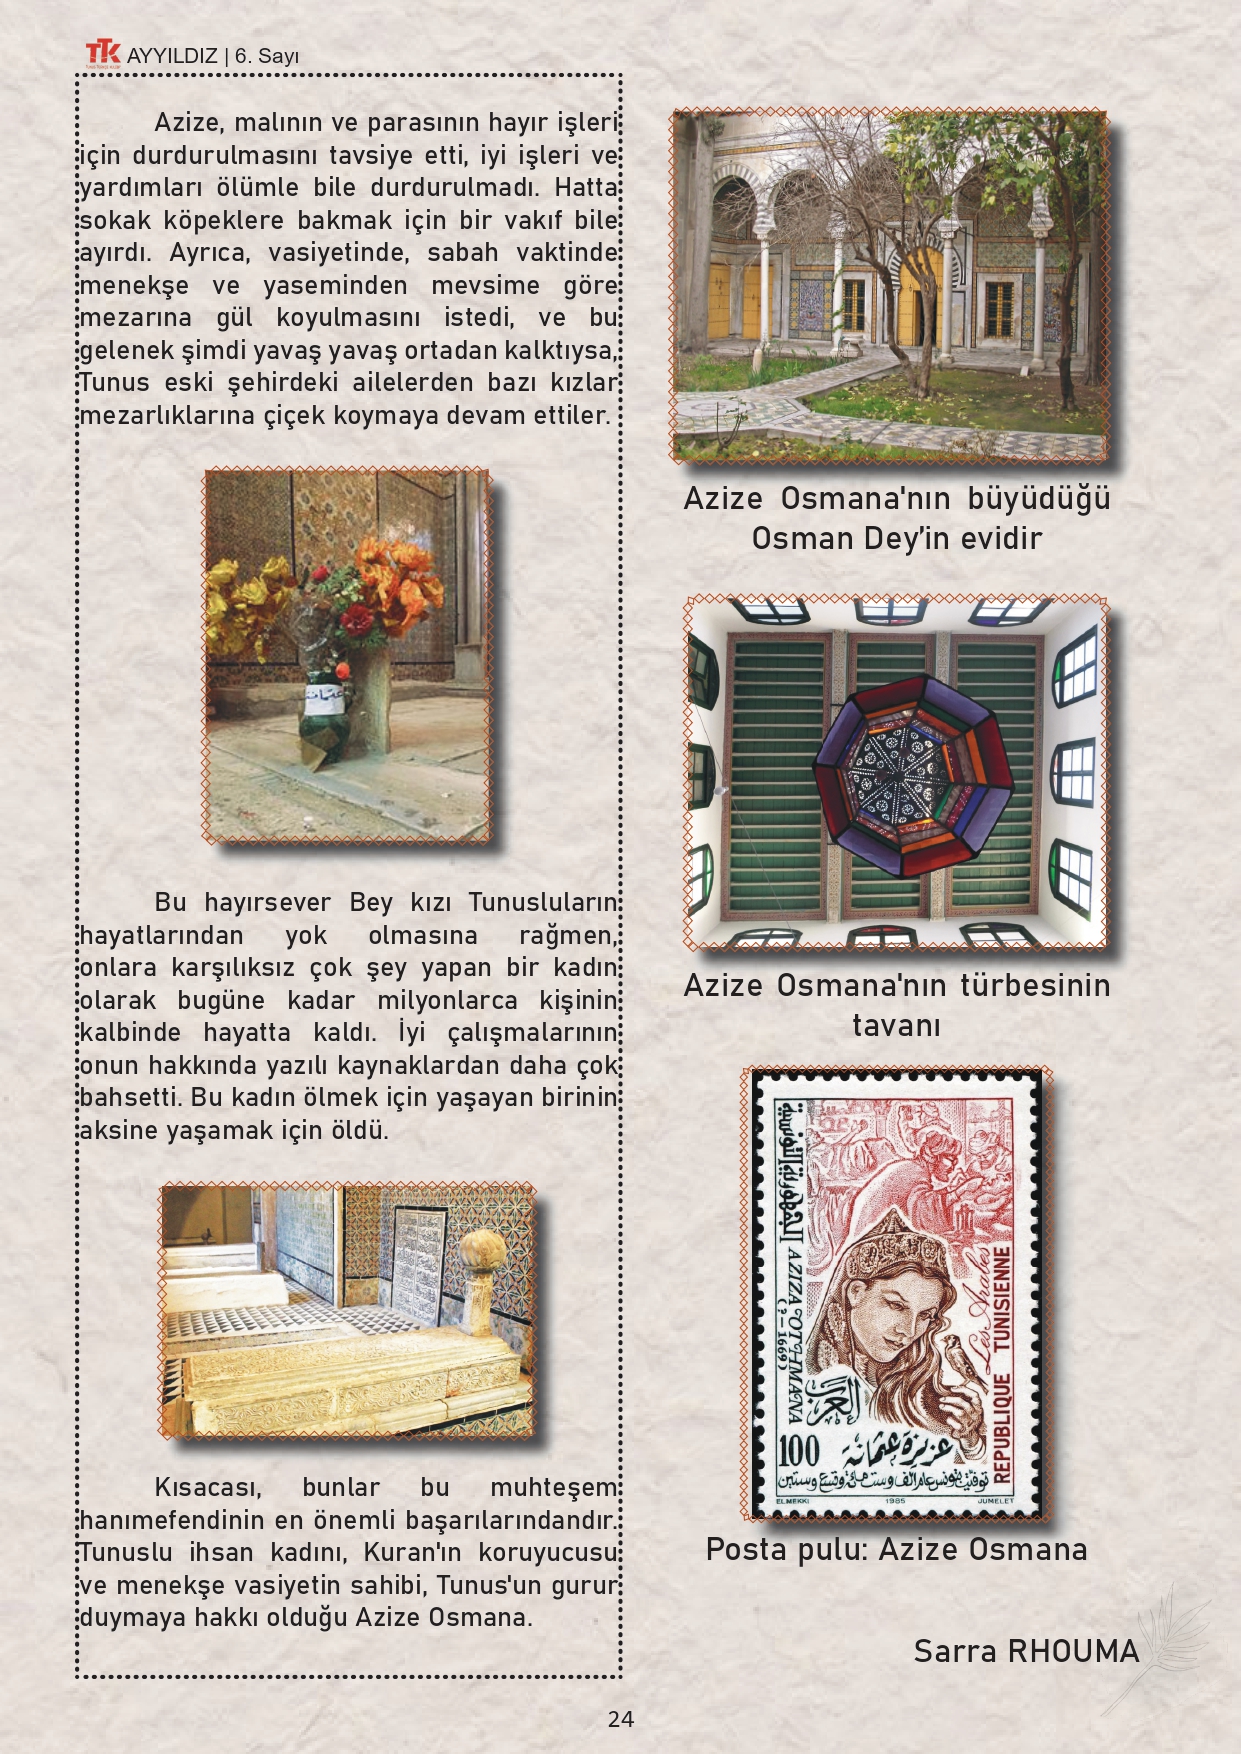 TTK AYYILDIZ | 6. Sayı
Azize, malının ve parasının hayır işleri
için durdurulmasını tavsiye etti, iyi işleri ve
yardımları ölümle bile durdurulmadı. Hatta
sokak köpeklere bakmak için bir vakıf bile
ayırdı. Ayrıca, vasiyetinde, sabah vaktinde
menekşe ve yaseminden mevsime göre
mezarına gül koyulmasını istedi, ve bu
gelenek şimdi yavaş yavaş ortadan kalktıysa,
Tunus eski şehirdeki ailelerden bazı kızlar
mezarlıklarına çiçek koymaya devam ettiler.
Bu hayırsever Bey kızı Tunusluların
hayatlarından yok olmasına rağmen,
onlara karşılıksız çok şey yapan bir kadın
olarak bugüne kadar milyonlarca kişinin
kalbinde hayatta kaldı. İyi çalışmalarının
onun hakkında yazılı kaynaklardan daha çok
bahsetti. Bu kadın ölmek için yaşayan birinin
aksine yaşamak için öldü.
Kısacası, bunlar bu muhteşem
hanımefendinin en önemli başarılarındandır.
Tunuslu ihsan kadını, Kuran'ın koruyucusu
ve menekşe vasiyetin sahibi, Tunus'un gurur
duymaya hakkı olduğu Azize Osmana.
Azize Osmana'nın büyüdüğü
Osman Dey’in evidir
Azize Osmana'nın türbesinin
tavanı
الجمهورية التونسية
AZIZA OTHMANA
(?-1669)
Les Arabes
REPUBLIQUE TUNISIENNE
العرب
100
عزيزة عثمانة
توفيت بتونس عام ألف وست مائة وتسع وستين
ELMEKKI 1985 JUMELET
Posta pulu: Azize Osmana
Sarra RHOUMA
24